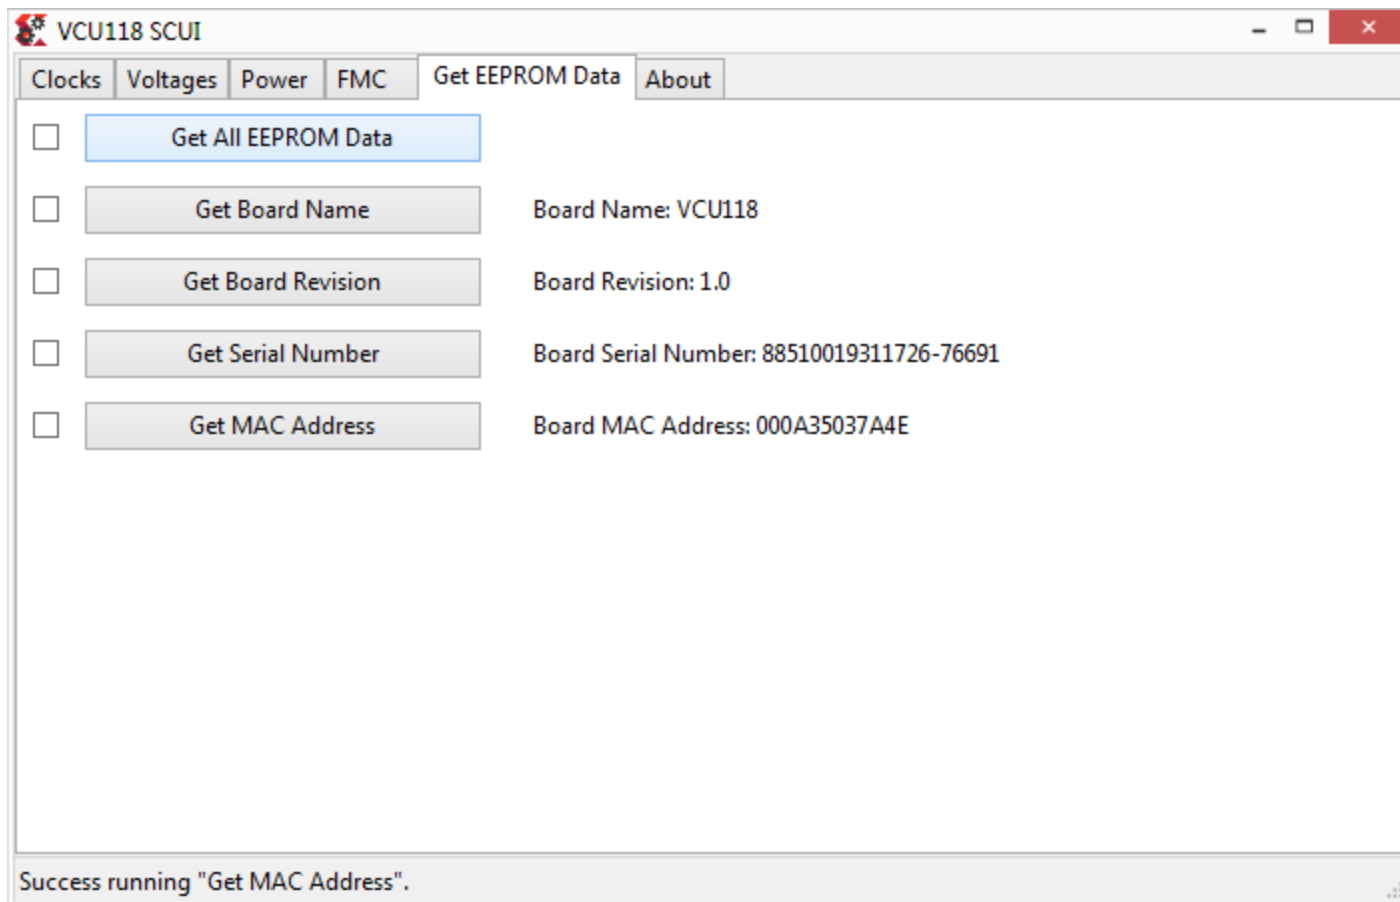 VCU118 SCUI
Clocks Voltages Power FMC Get EEPROM Data About
Get All EEPROM Data
Get Board Name Board Name: VCU118
Get Board Revision Board Revision: 1.0
Get Serial Number Board Serial Number: 88510019311726-76691
Get MAC Address Board MAC Address: 000A35037A4E
Success running "Get MAC Address".